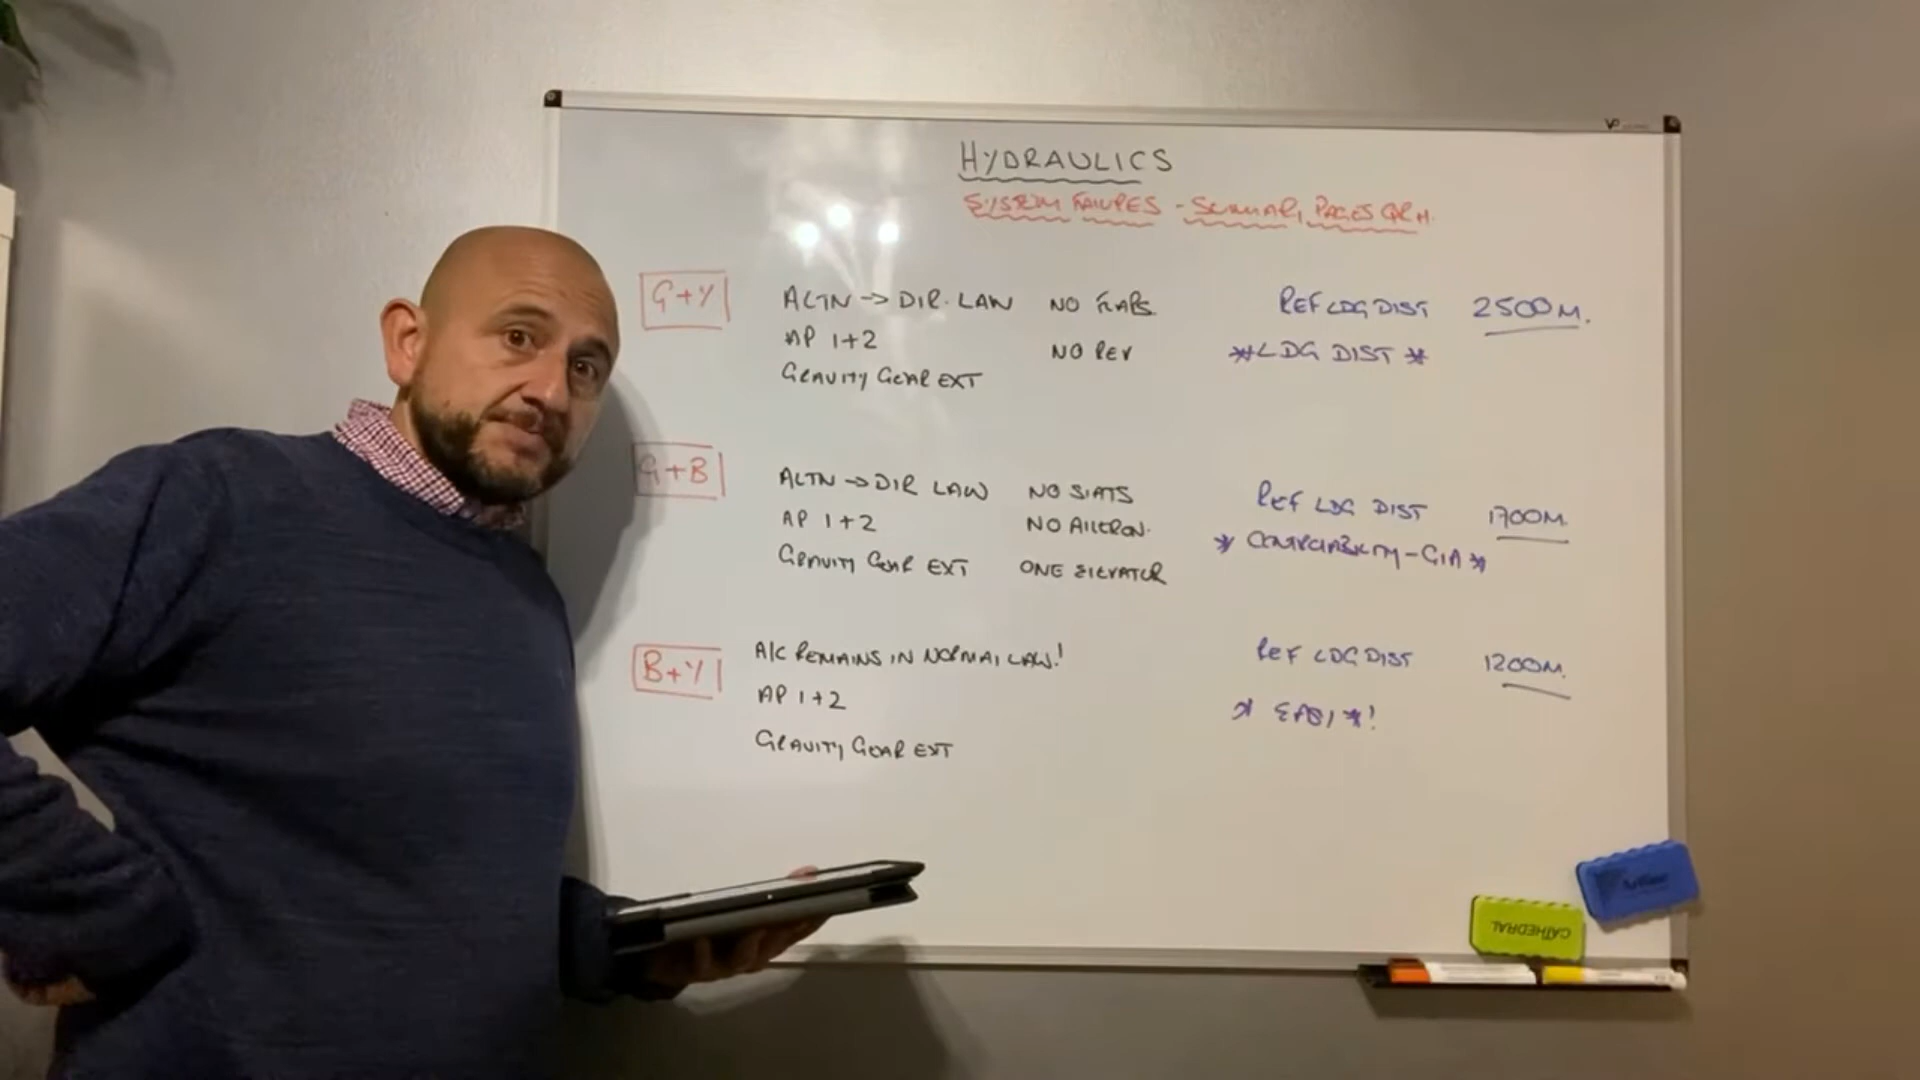 HYDRAULICS
SYSTEM FAILURES - SUMMARY PAGES QRH.
G+Y
ALTN -> DIR. LAW NO FLAPS REF LDG DIST 2500M.
AP 1+2 NO REV *LDG DIST *
GRAVITY GEAR EXT
G+B
ALTN -> DIR LAW NO SLATS REF LDG DIST 1700M.
AP 1+2 NO AILERON. * CONTROLABILITY - G/A *
GRAVITY GEAR EXT ONE ELEVATOR
B+Y
A/C REMAINS IN NORMAL LAW! REF LDG DIST 1200M.
AP 1+2 * EASY *!
GRAVITY GEAR EXT
CATHEDRAL